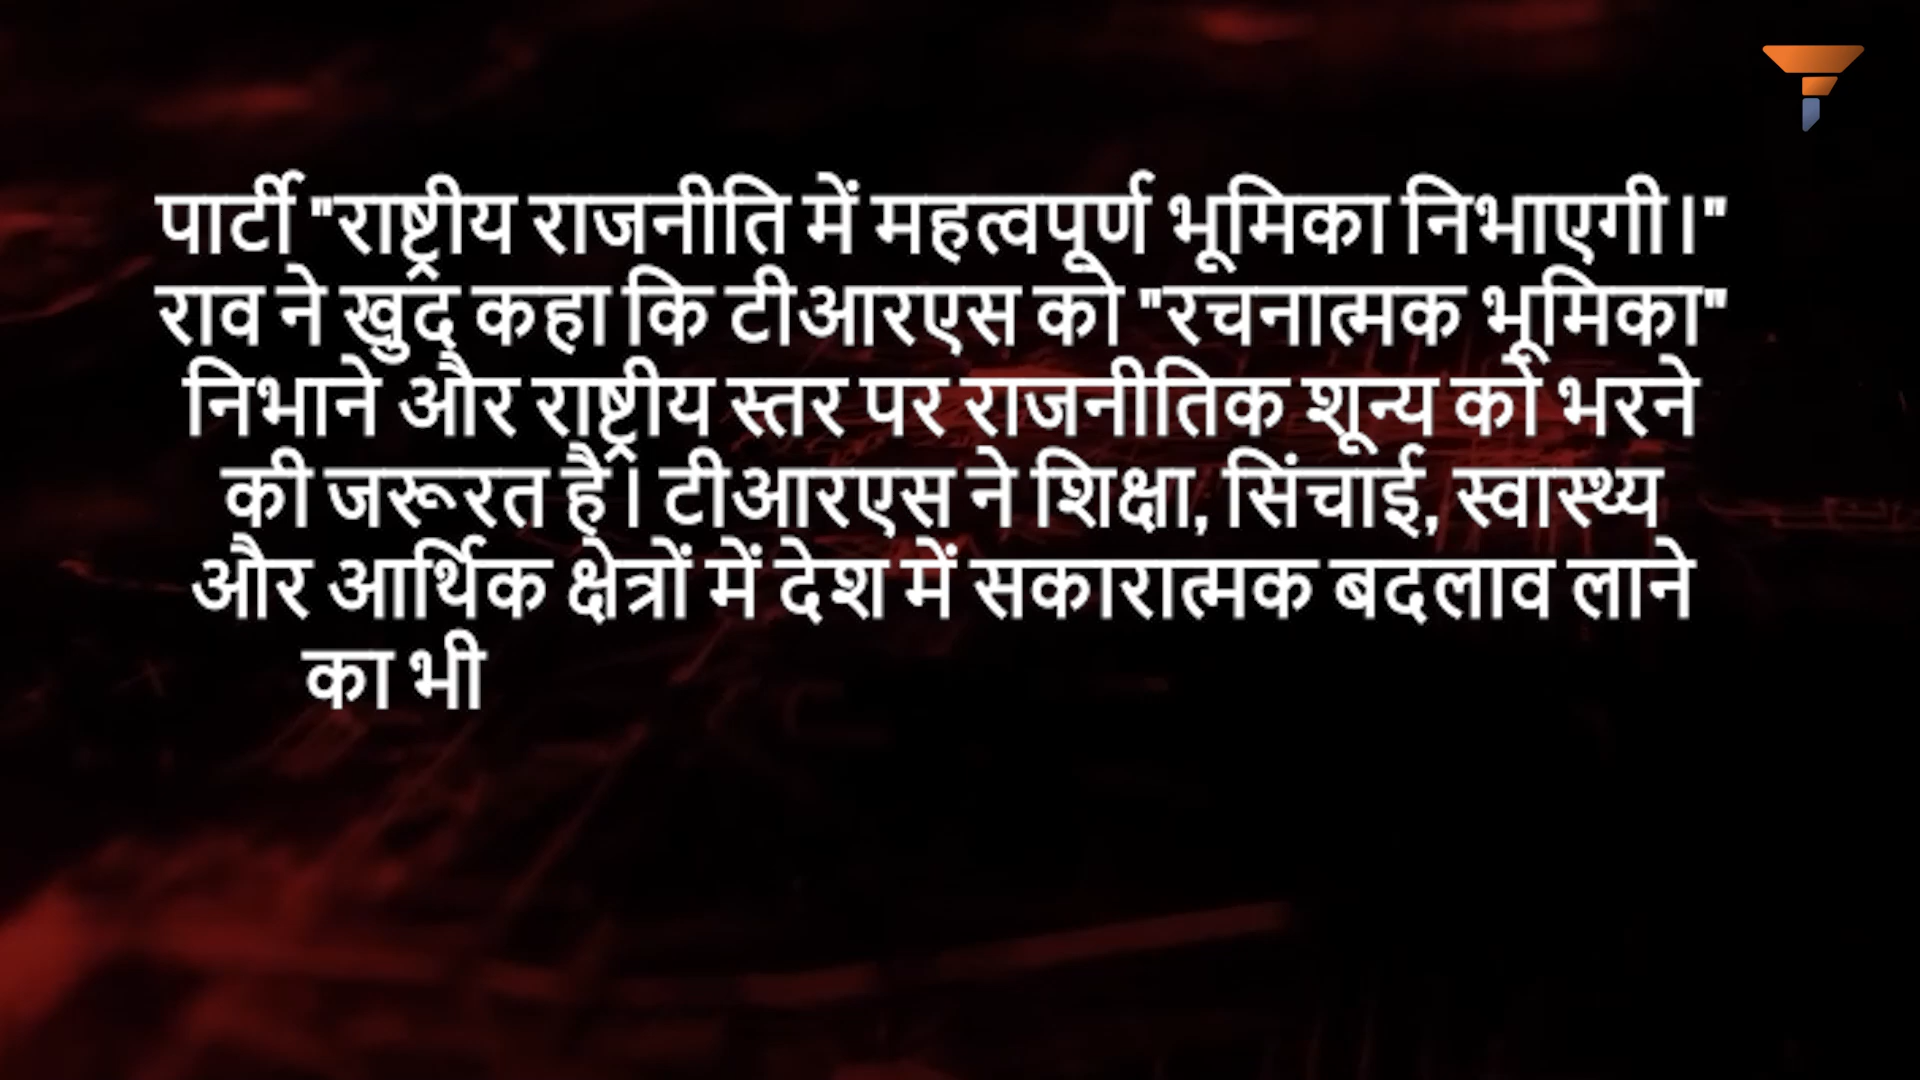 पार्टी "राष्ट्रीय राजनीति में महत्वपूर्ण भूमिका निभाएगी।"
राव ने खुद कहा कि टीआरएस को "रचनात्मक भूमिका"
निभाने और राष्ट्रीय स्तर पर राजनीतिक शून्य को भरने
की जरूरत है। टीआरएस ने शिक्षा, सिंचाई, स्वास्थ्य
और आर्थिक क्षेत्रों में देश में सकारात्मक बदलाव लाने
का भी